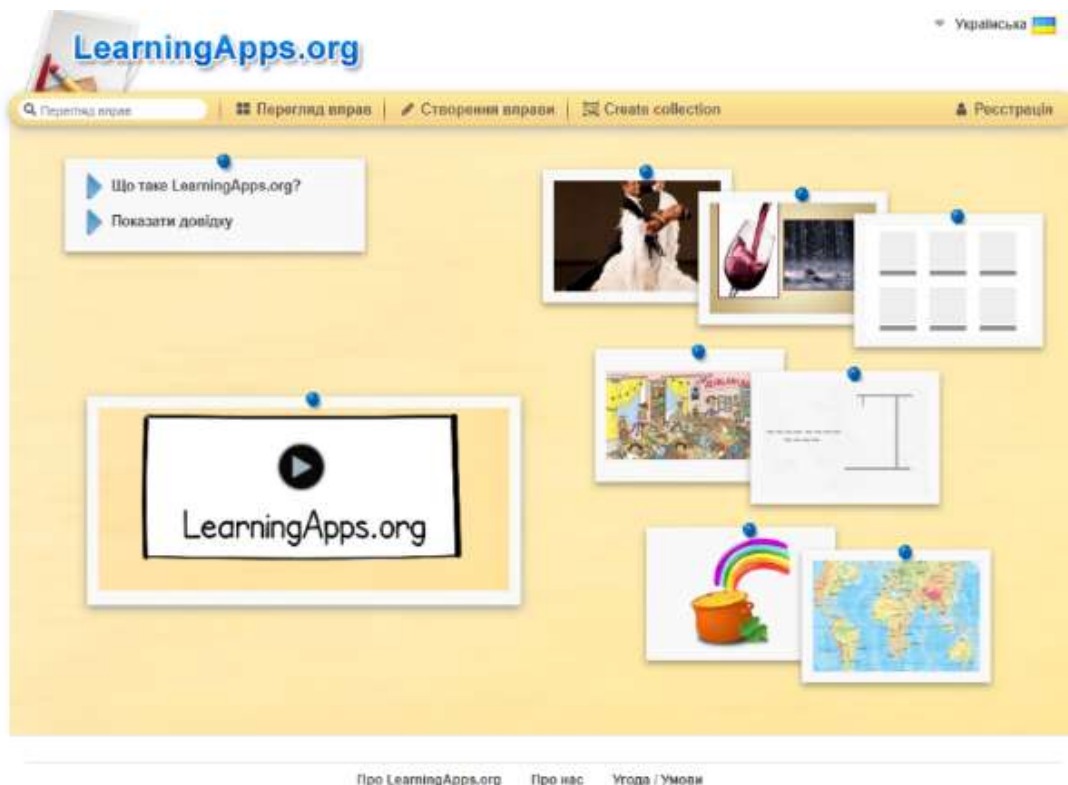 LearningApps.org
Українська
Перегляд вправ
Перегляд вправ
Створення вправи
Create collection
Реєстрація
Що таке LearningApps.org?
Показати довідку
LearningApps.org
Про LearningApps.org
Про нас
Угода / Умови